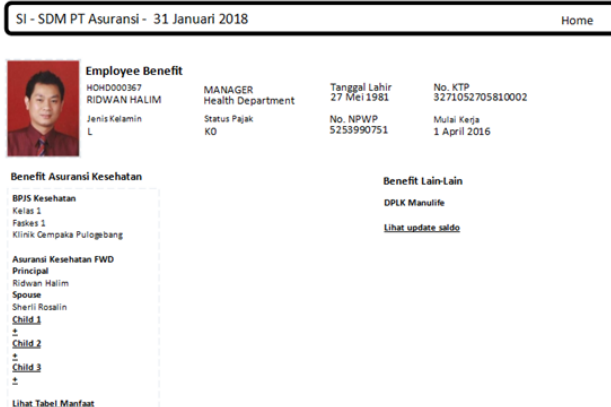 SI - SDM PT Asuransi - 31 Januari 2018
Home
Employee Benefit
HOHD000367
RIDWAN HALIM
MANAGER
Health Department
Tanggal Lahir
27 Mei 1981
No. KTP
3271052705810002
Jenis Kelamin
L
Status Pajak
K0
No. NPWP
5253990751
Mulai Kerja
1 April 2016
Benefit Asuransi Kesehatan
BPJS Kesehatan
Kelas 1
Faskes 1
Klinik Cempaka Pulogebang
Asuransi Kesehatan FWD
Principal
Ridwan Halim
Spouse
Sherli Rosalin
Child 1
+
Child 2
+
Child 3
+
Lihat Tabel Manfaat
Benefit Lain-Lain
DPLK Manulife
Lihat update saldo